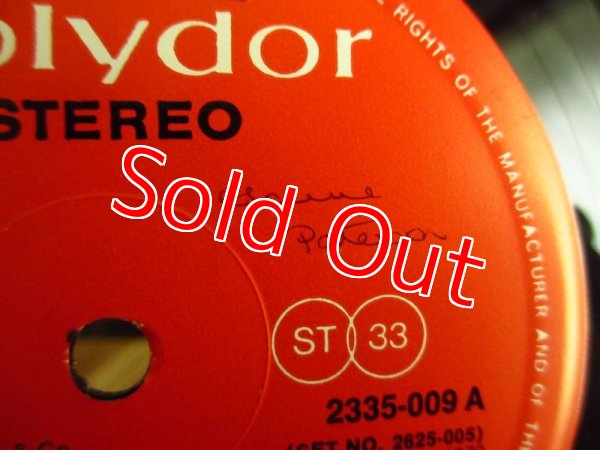 olydor
STEREO
RIGHTS OF THE MANUFACTURER AND OF THE
Sold Out
ST 33
2335-009 A
(SET NO. 2625-005)
& Co